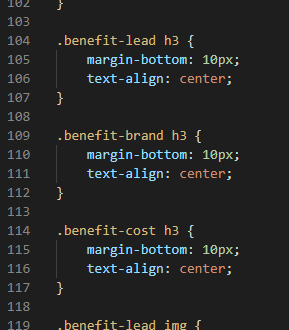 102 }
103
104 .benefit-lead h3 {
105 margin-bottom: 10px;
106 text-align: center;
107 }
108
109 .benefit-brand h3 {
110 margin-bottom: 10px;
111 text-align: center;
112 }
113
114 .benefit-cost h3 {
115 margin-bottom: 10px;
116 text-align: center;
117 }
118
119 .benefit-lead img {